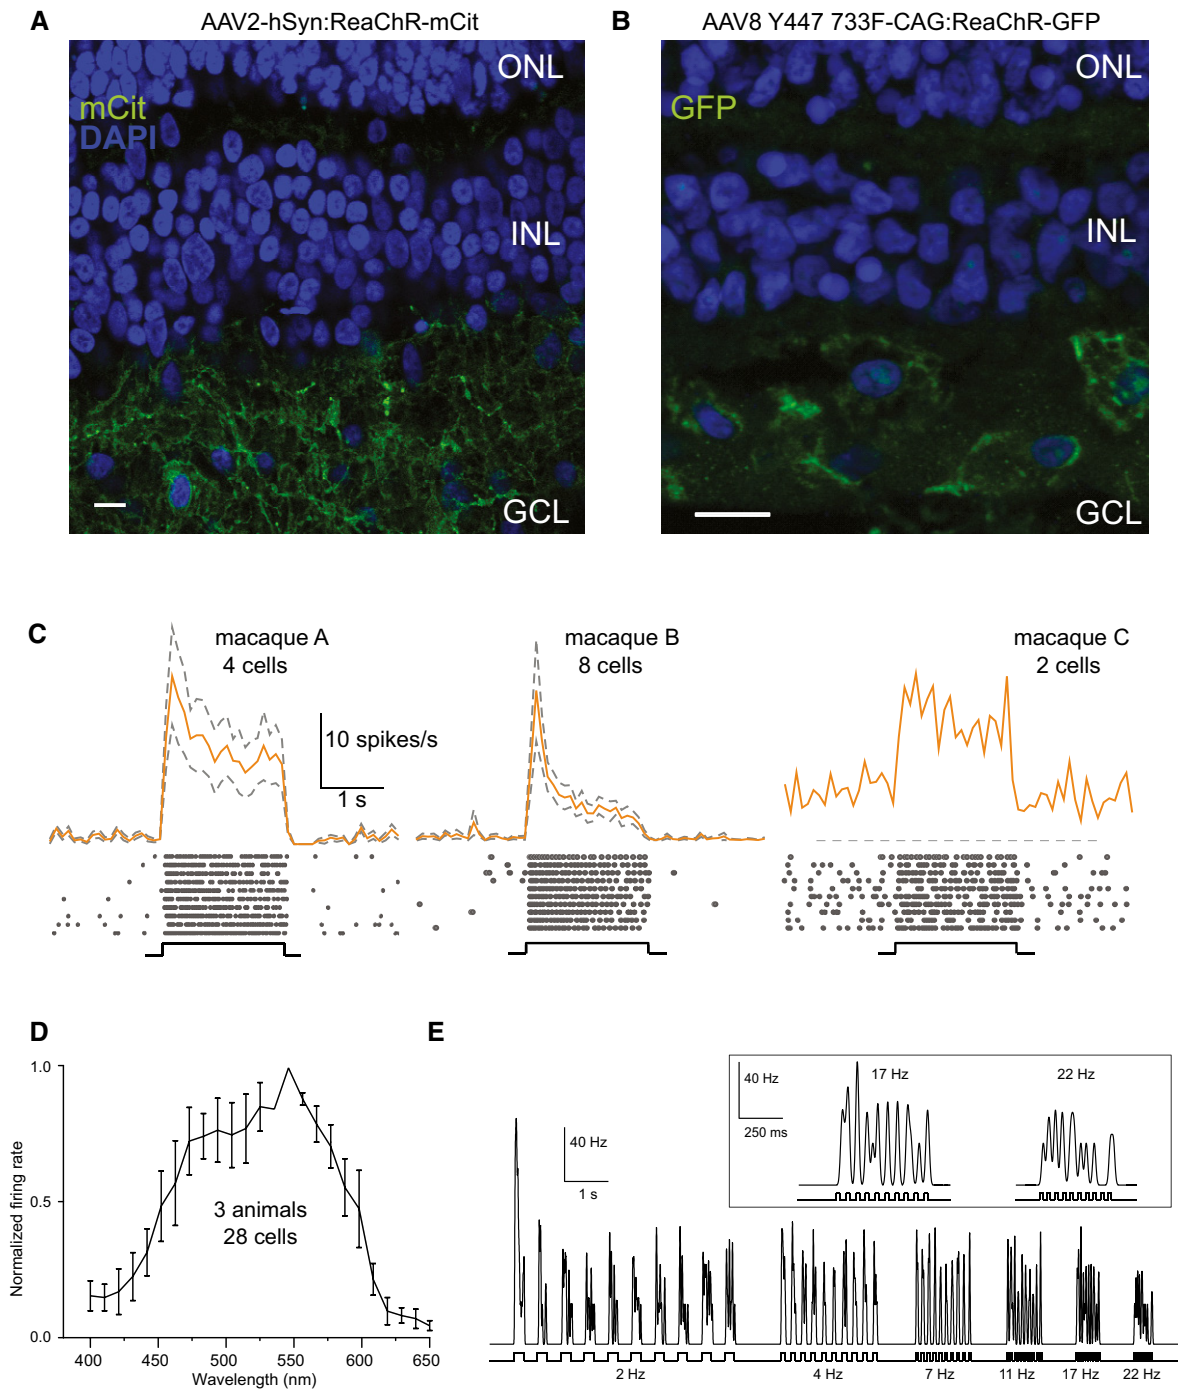 A
AAV2-hSyn:ReaChR-mCit
ONL
mCit
DAPI
INL
GCL
B
AAV8 Y447 733F-CAG:ReaChR-GFP
ONL
GFP
INL
GCL
C
macaque A
4 cells
10 spikes/s
1 s
macaque B
8 cells
macaque C
2 cells
D
Normalized firing rate
1.0
0.5
0.0
3 animals
28 cells
400 450 500 550 600 650
Wavelength (nm)
E
40 Hz
1 s
40 Hz
250 ms
17 Hz
22 Hz
2 Hz 4 Hz 7 Hz 11 Hz 17 Hz 22 Hz